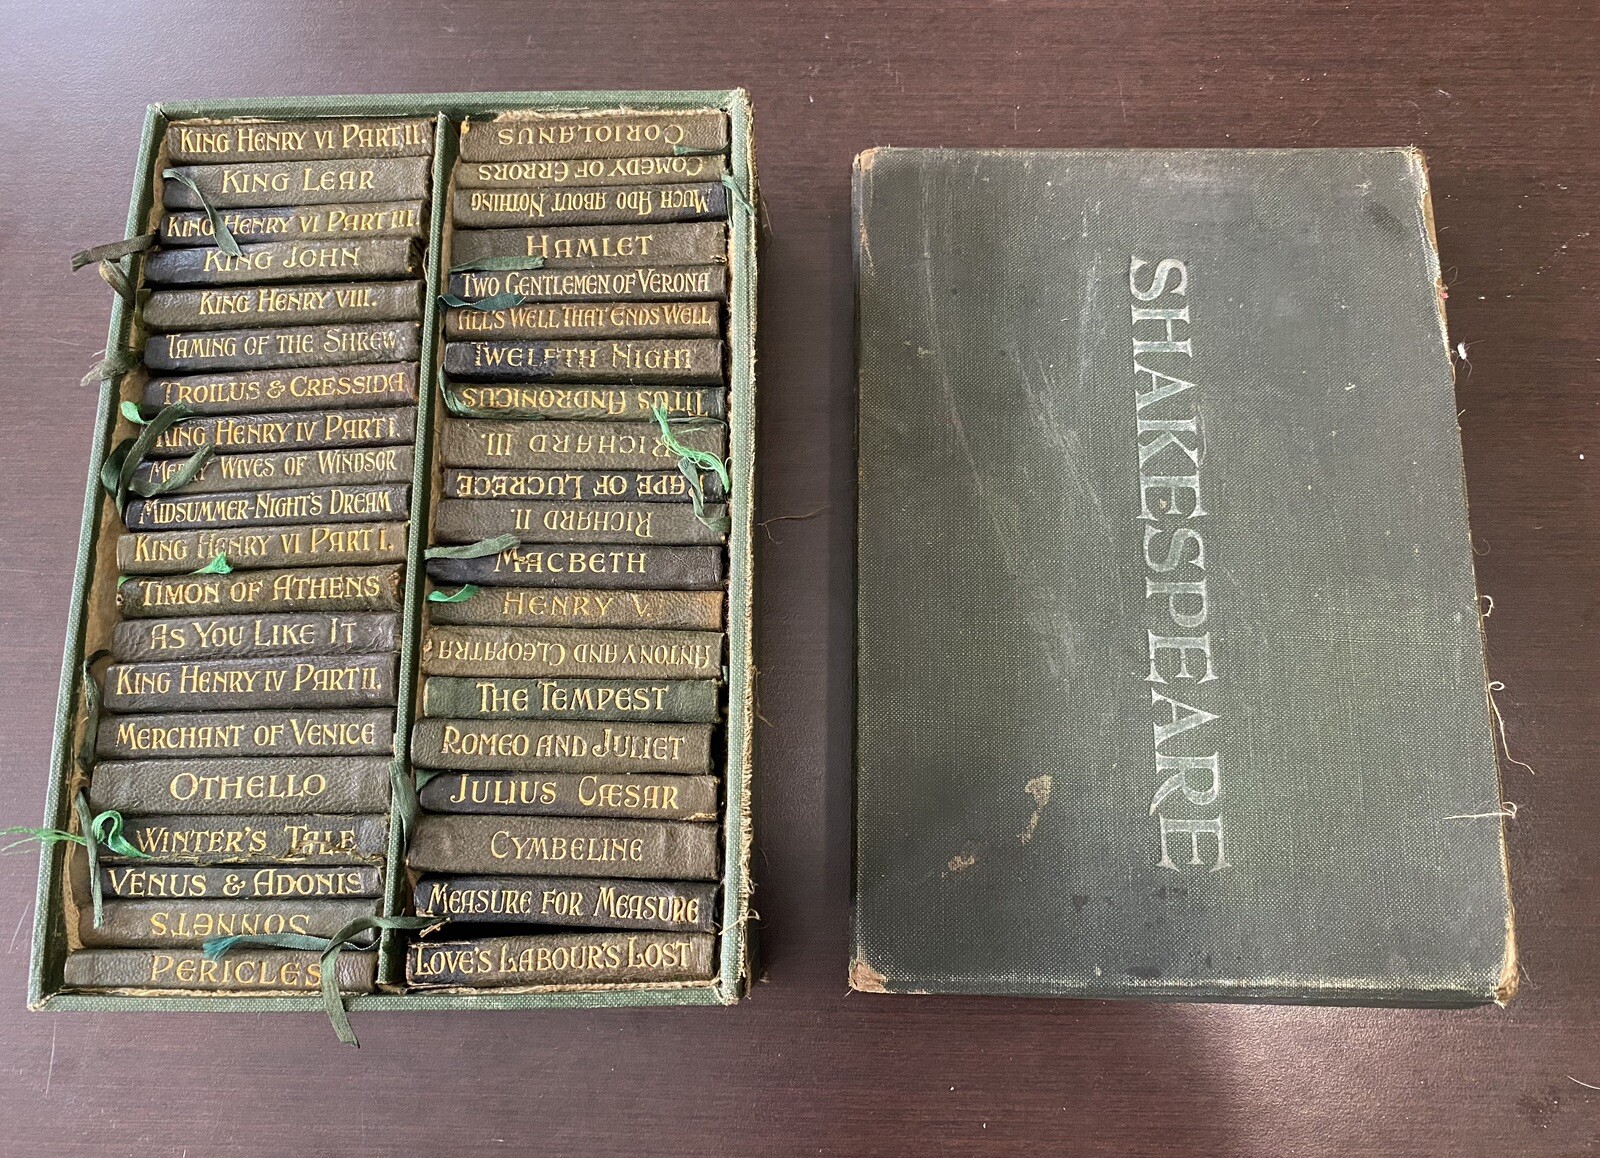 KING HENRY VI PART II.
KING LEAR
KING HENRY VI PART III.
KING JOHN
KING HENRY VIII.
TAMING OF THE SHREW
TROILUS & CRESSIDA
KING HENRY IV PART I
MERRY WIVES OF WINDSOR
MIDSUMMER-NIGHT'S DREAM
KING HENRY VI PART I.
TIMON OF ATHENS
AS YOU LIKE IT
KING HENRY IV PART II.
MERCHANT OF VENICE
OTHELLO
WINTER'S TALE
VENUS & ADONIS
SONNETS
PERICLES
CORIOLANUS
COMEDY OF ERRORS
MUCH ADO ABOUT NOTHING
HAMLET
TWO GENTLEMEN OF VERONA
ALL'S WELL THAT ENDS WELL
TWELFTH NIGHT
TITUS ANDRONICUS
RICHARD III.
RAPE OF LUCRECE
RICHARD II
MACBETH
HENRY V.
ANTONY AND CLEOPATRA
THE TEMPEST
ROMEO AND JULIET
JULIUS CÆSAR
CYMBELINE
MEASURE FOR MEASURE
LOVE'S LABOUR'S LOST
SHAKESPEARE